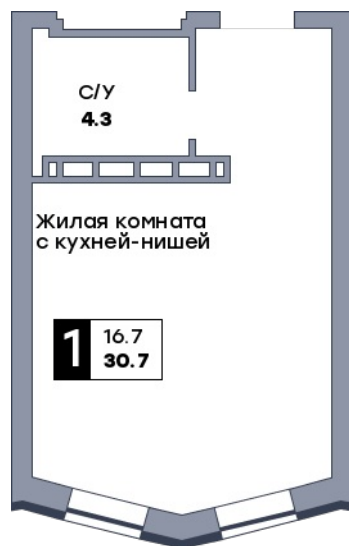 С/У
4.3
Жилая комната
с кухней-нишей
1
16.7
30.7